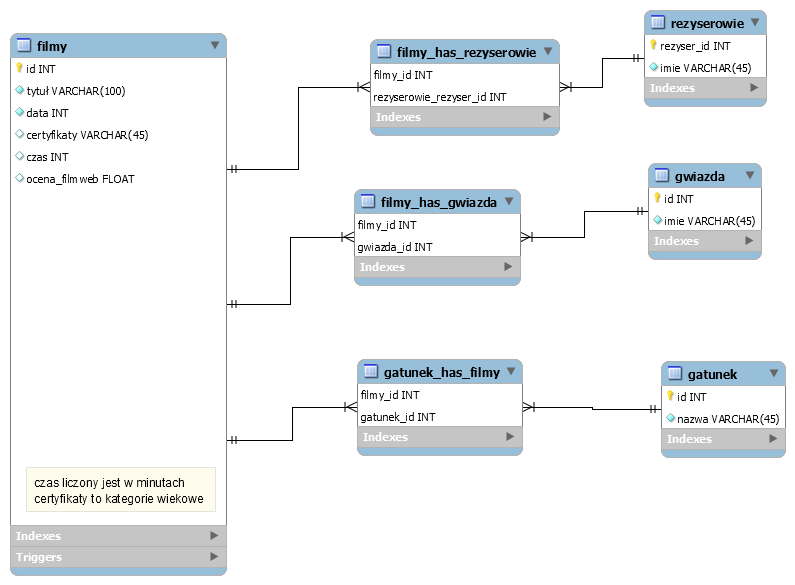 filmy
id INT
tytuł VARCHAR(100)
data INT
certyfikaty VARCHAR(45)
czas INT
ocena_filmweb FLOAT
czas liczony jest w minutach
certyfikaty to kategorie wiekowe
Indexes
Triggers
filmy_has_rezyserowie
filmy_id INT
rezyserowie_rezyser_id INT
Indexes
rezyserowie
rezyser_id INT
imie VARCHAR(45)
Indexes
filmy_has_gwiazda
filmy_id INT
gwiazda_id INT
Indexes
gwiazda
id INT
imie VARCHAR(45)
Indexes
gatunek_has_filmy
filmy_id INT
gatunek_id INT
Indexes
gatunek
id INT
nazwa VARCHAR(45)
Indexes